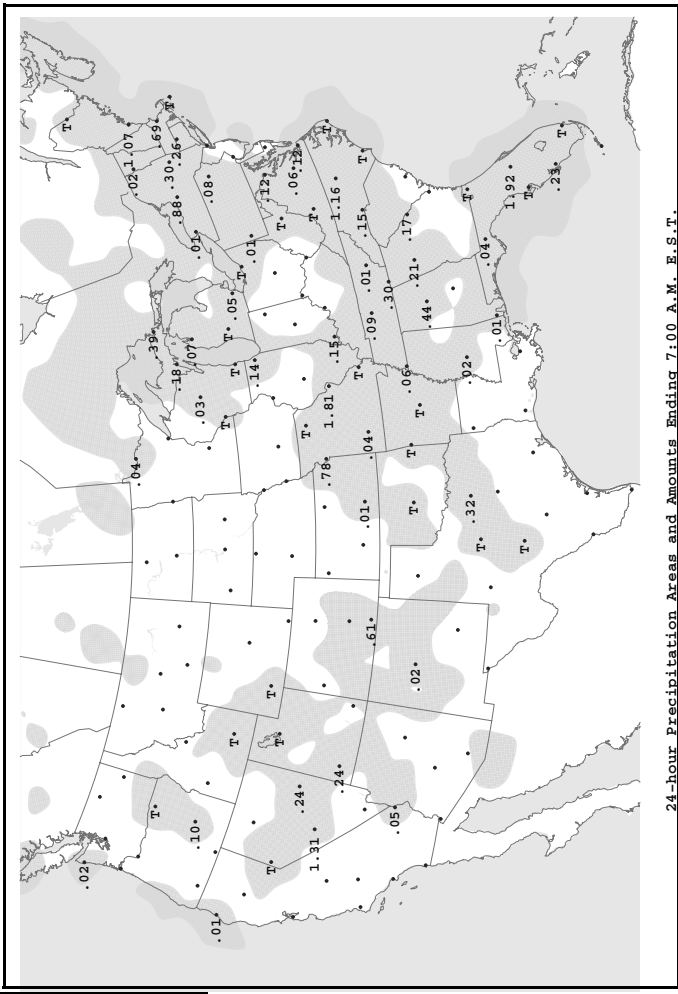 T
.02
.02
1.07
.04
.39
T
.69
T
.30
.18
.88
.26
.07
.10
.01
.03
.08
.01
T
T
.05
T
T
T
.01
.14
.12
T
T
T
T
.06
.12
.24
T
T
1.31
.78
T
1.81
.15
1.16
.24
T
T
.15
.01
.01
.04
.61
.09
.30
.05
.06
.17
T
.21
T
.02
T
.44
.02
T
.32
T
.04
.01
1.92
T
T
.23
T
24-hour Precipitation Areas and Amounts Ending 7:00 A.M. E.S.T.